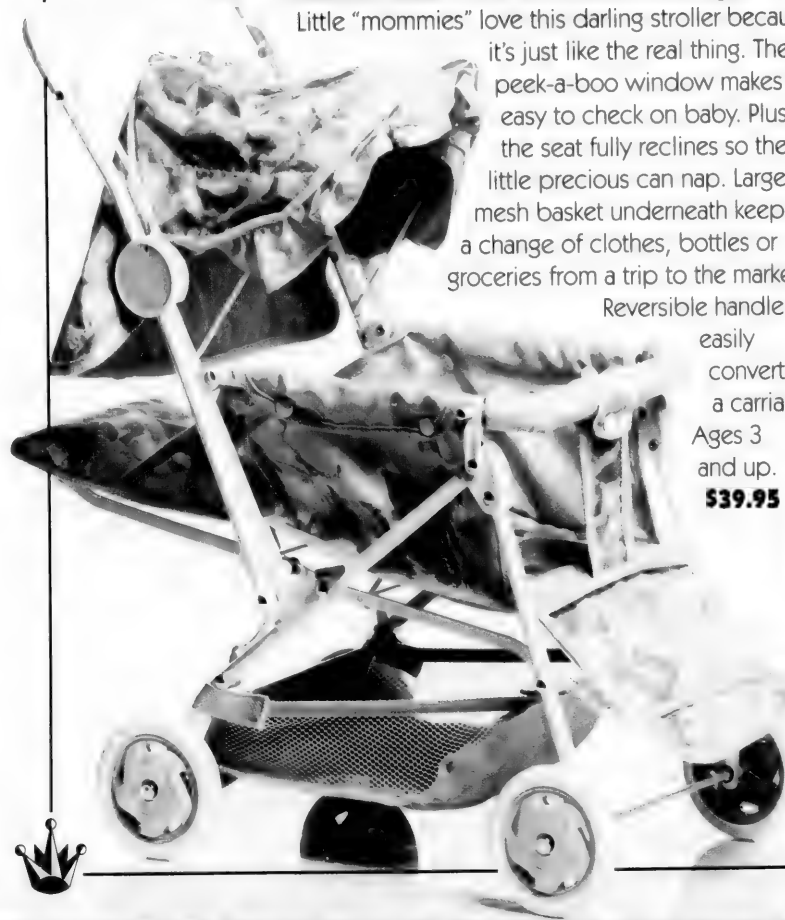 Little “mommies” love this darling stroller becau
it’s just like the real thing. The
peek-a-boo window makes
easy to check on baby. Plus
the seat fully reclines so the
little precious can nap. Large
mesh basket underneath keep
a change of clothes, bottles or
groceries from a trip to the marke
Reversible handle
easily
convert
a carria
Ages 3
and up.
$39.95